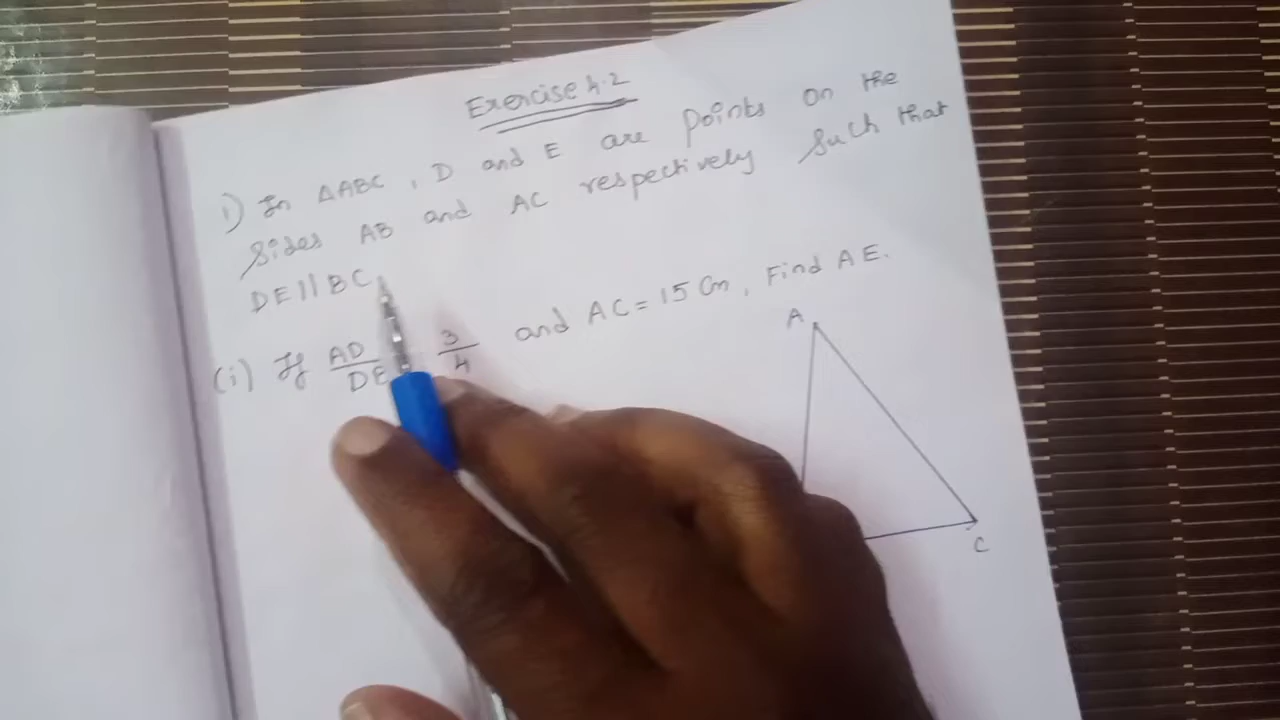 Exercise 4.2
1) In ΔABC, D and E are points on the
Sides AB and AC respectively such that
DE||BC
(i) If AD/DB 3/4 and AC = 15 Cm, Find AE.
A
C